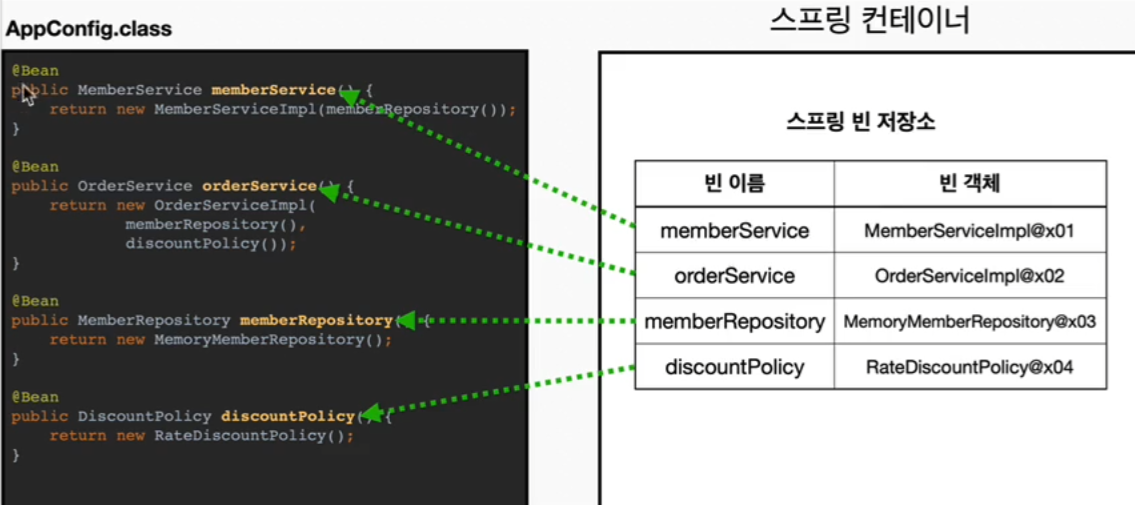 AppConfig.class
@Bean
public MemberService memberService() {
return new MemberServiceImpl(memberRepository());
}
@Bean
public OrderService orderService() {
return new OrderServiceImpl(
memberRepository(),
discountPolicy());
}
@Bean
public MemberRepository memberRepository() {
return new MemoryMemberRepository();
}
@Bean
public DiscountPolicy discountPolicy() {
return new RateDiscountPolicy();
}
스프링 컨테이너
스프링 빈 저장소
빈 이름 빈 객체
memberService MemberServiceImpl@x01
orderService OrderServiceImpl@x02
memberRepository MemoryMemberRepository@x03
discountPolicy RateDiscountPolicy@x04